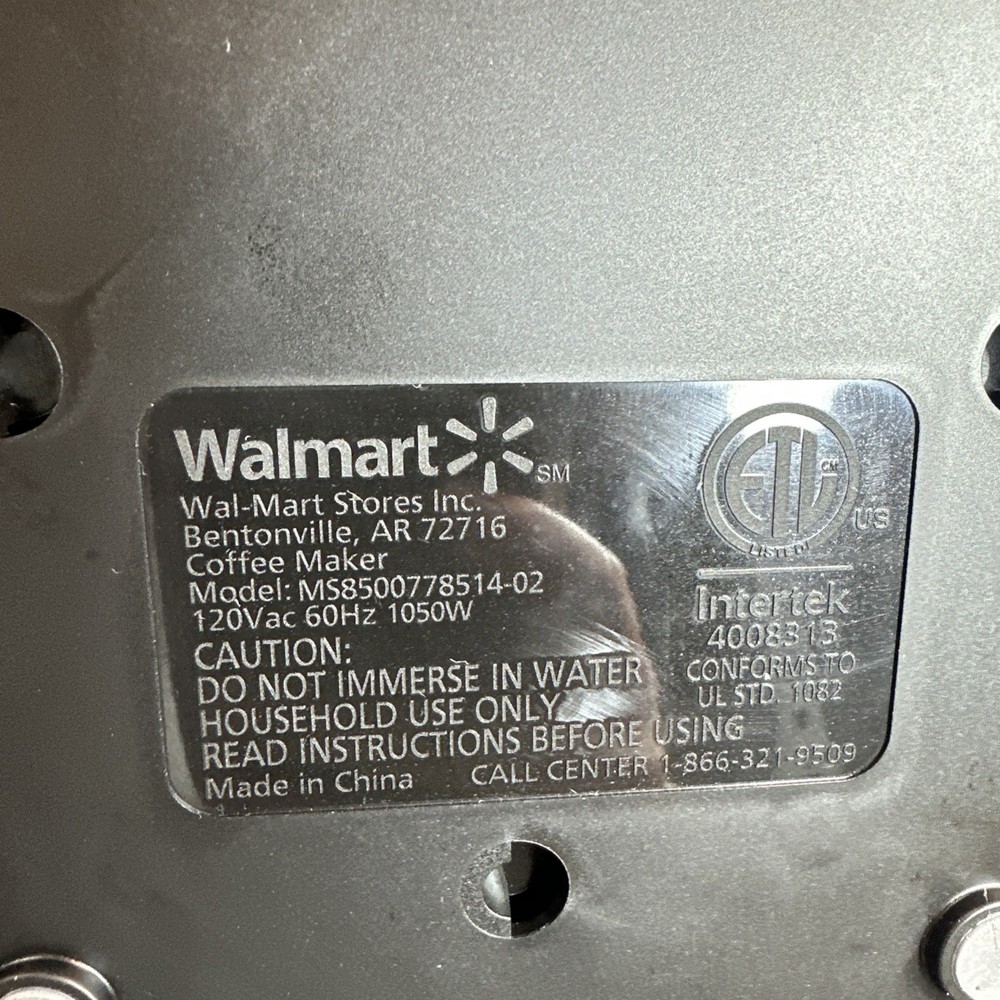 Walmart SM
Wal-Mart Stores Inc.
Bentonville, AR 72716
Coffee Maker
Model: MS8500778514-02
120Vac 60Hz 1050W
CAUTION:
DO NOT IMMERSE IN WATER
HOUSEHOLD USE ONLY
READ INSTRUCTIONS BEFORE USING
Made in China
CALL CENTER 1-866-321-9509
ETL CM
LISTED
US
Intertek
4008313
CONFORMS TO
UL STD. 1082